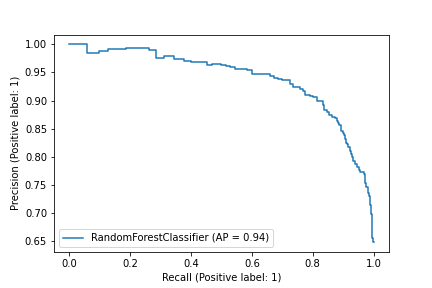 1.00
0.95
0.90
0.85
0.80
0.75
0.70
0.65
Precision (Positive label: 1)
RandomForestClassifier (AP = 0.94)
0.0 0.2 0.4 0.6 0.8 1.0
Recall (Positive label: 1)